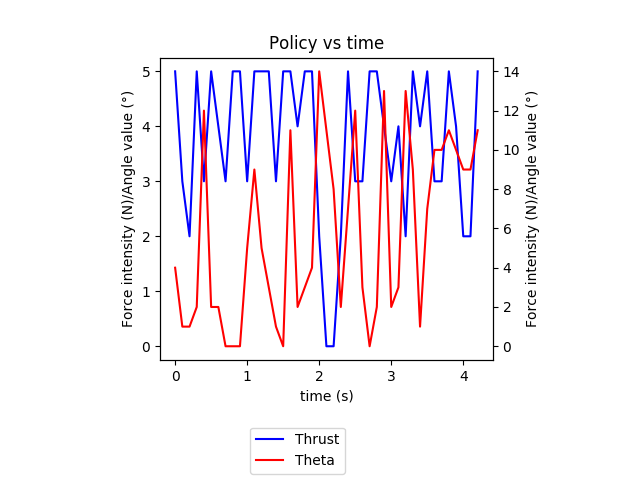 Policy vs time
Force intensity (N)/Angle value (°)
5
4
3
2
1
0
14
12
10
8
6
4
2
0
Force intensity (N)/Angle value (°)
0 1 2 3 4
time (s)
Thrust
Theta